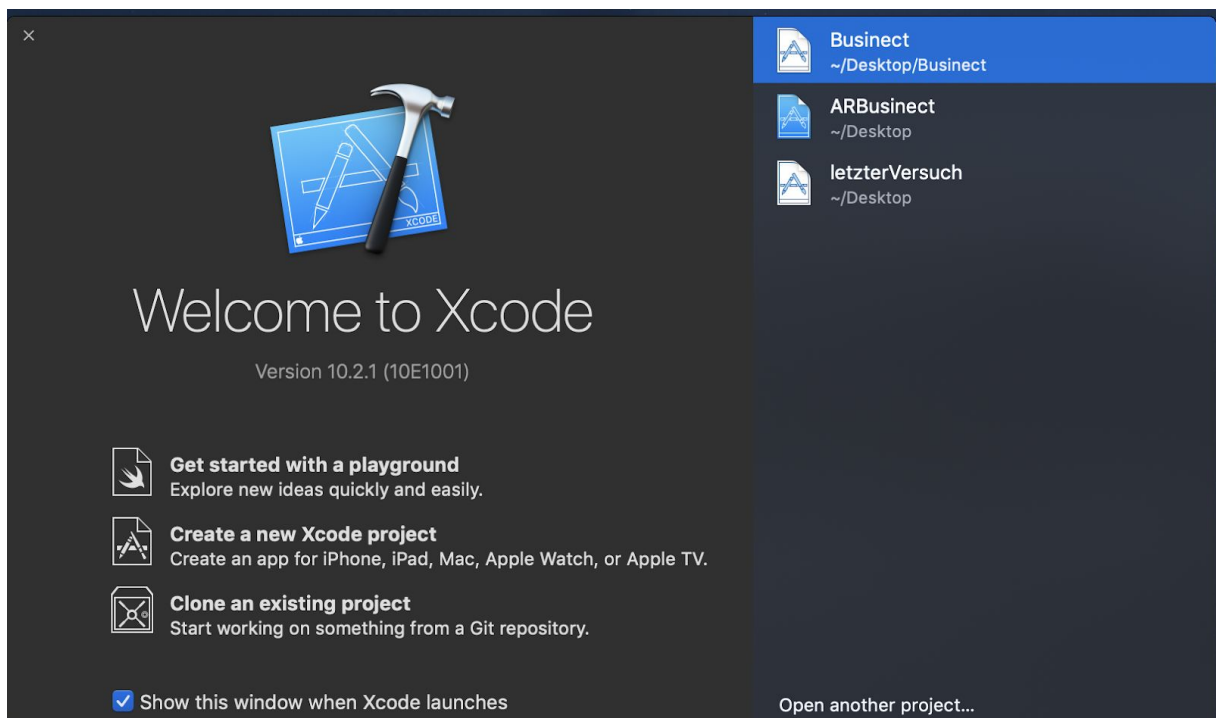 XCODE
Welcome to Xcode
Version 10.2.1 (10E1001)
Get started with a playground
Explore new ideas quickly and easily.
Create a new Xcode project
Create an app for iPhone, iPad, Mac, Apple Watch, or Apple TV.
Clone an existing project
Start working on something from a Git repository.
Show this window when Xcode launches
Businect
~/Desktop/Businect
ARBusinect
~/Desktop
letzterVersuch
~/Desktop
Open another project...